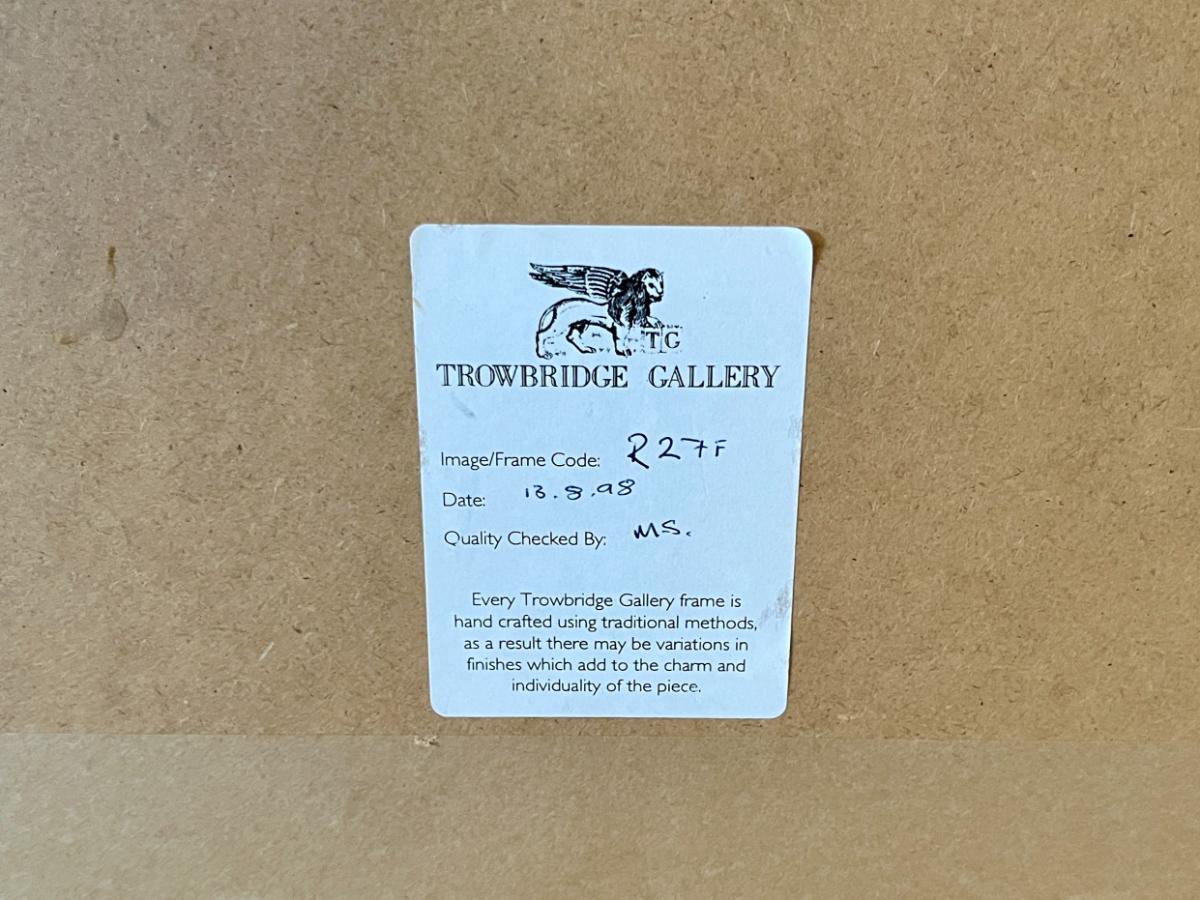 TG
TROWBRIDGE GALLERY
Image/Frame Code: R27F
Date: 13.8.98
Quality Checked By: MS.
Every Trowbridge Gallery frame is
hand crafted using traditional methods,
as a result there may be variations in
finishes which add to the charm and
individuality of the piece.